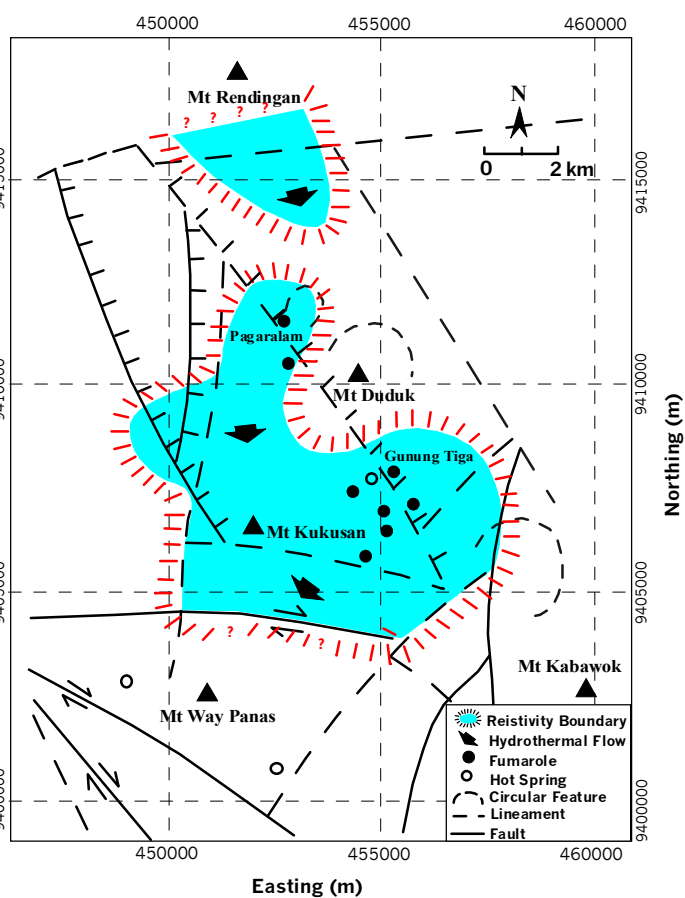 450000
455000
460000
Mt Rendingan
N
? ? ? ?
0 2 km
9415000
9415000
Pagaralam
Mt Duduk
9410000
9410000
Gunung Tiga
Mt Kukusan
Northing (m)
9405000
9405000
? ?
Mt Kabawok
Mt Way Panas
Reistivity Boundary
Hydrothermal Flow
Fumarole
Hot Spring
Circular Feature
Lineament
Fault
9400000
9400000
450000
455000
460000
Easting (m)